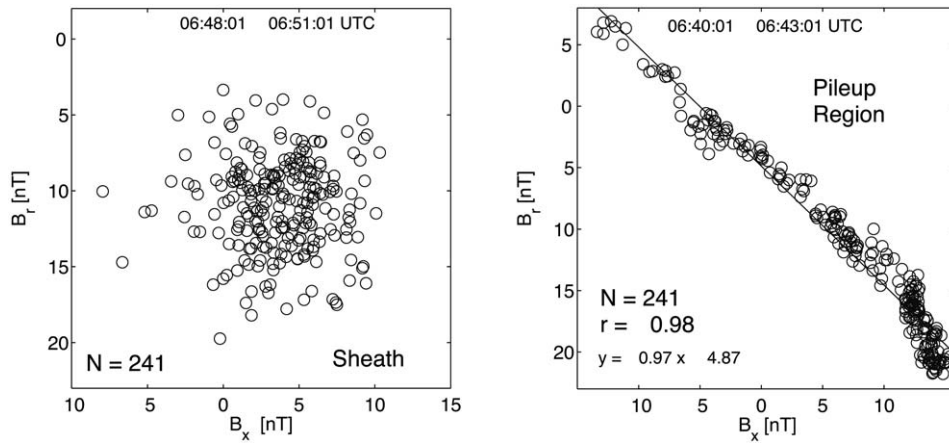 06:48:01 06:51:01 UTC
0
5
10
15
20
B_r [nT]
N = 241
Sheath
10 5 0 5 10 15
B_x [nT]
06:40:01 06:43:01 UTC
5
0
5
10
15
20
B_r [nT]
Pileup
Region
N = 241
r = 0.98
y = 0.97 x 4.87
10 5 0 5 10
B_x [nT]